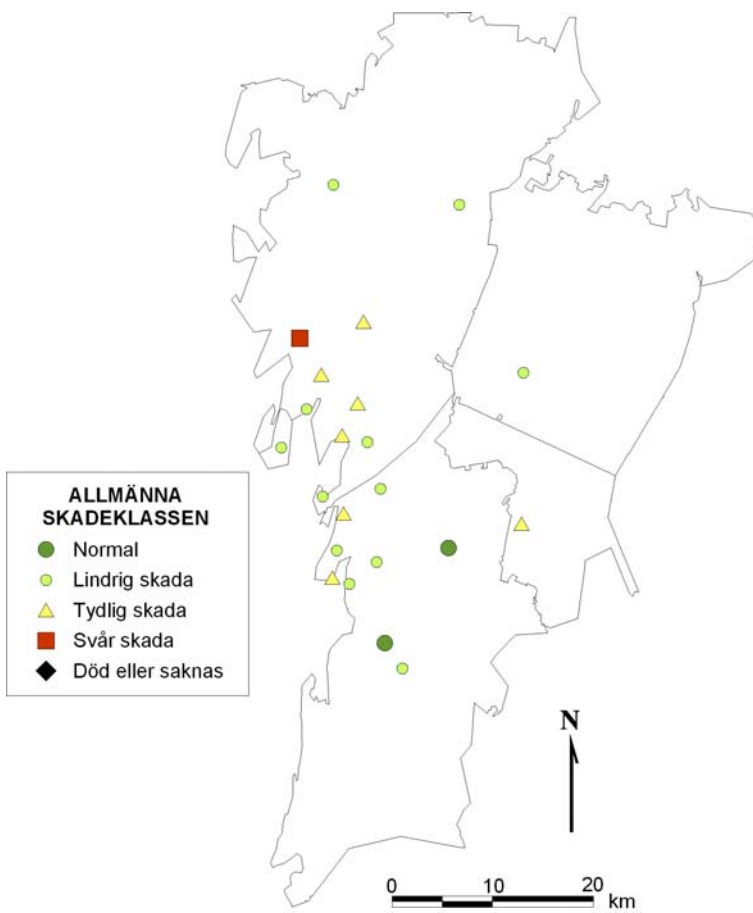 ALLMÄNNA
SKADEKLASSEN
Normal
Lindrig skada
Tydlig skada
Svår skada
Död eller saknas
N
0 10 20
km